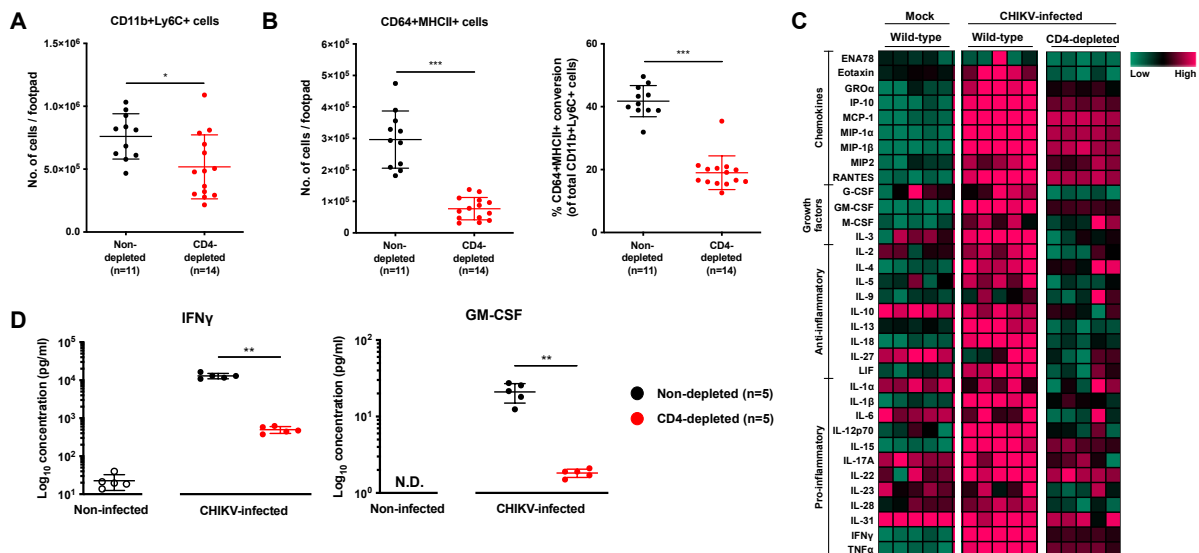 A
CD11b+Ly6C+ cells
No. of cells / footpad
1.5×10⁶
1.0×10⁶
5.0×10⁵
0.0
*
Non-
depleted
(n=11)
CD4-
depleted
(n=14)
B
CD64+MHCII+ cells
No. of cells / footpad
5×10⁵
4×10⁵
3×10⁵
2×10⁵
1×10⁵
0
***
Non-
depleted
(n=11)
CD4-
depleted
(n=14)
% CD64+MHCII+ conversion
(of total CD11b+Ly6C+ cells)
60
40
20
0
***
Non-
depleted
(n=11)
CD4-
depleted
(n=14)
C
Mock
CHIKV-infected
Wild-type
Wild-type
CD4-depleted
Low
High
Chemokines
ENA78
Eotaxin
GROα
IP-10
MCP-1
MIP-1α
MIP-1β
MIP2
RANTES
Growth
factors
G-CSF
GM-CSF
M-CSF
IL-3
Anti-inflammatory
IL-2
IL-4
IL-5
IL-9
IL-10
IL-13
IL-18
IL-27
LIF
Pro-inflammatory
IL-1α
IL-1β
IL-6
IL-12p70
IL-15
IL-17A
IL-22
IL-23
IL-28
IL-31
IFNγ
TNFα
D
IFNγ
Log₁₀ concentration (pg/ml)
10⁵
10⁴
10³
10²
10¹
**
Non-infected
CHIKV-infected
GM-CSF
Log₁₀ concentration (pg/ml)
10²
10¹
10⁰
N.D.
**
Non-infected
CHIKV-infected
Non-depleted (n=5)
CD4-depleted (n=5)